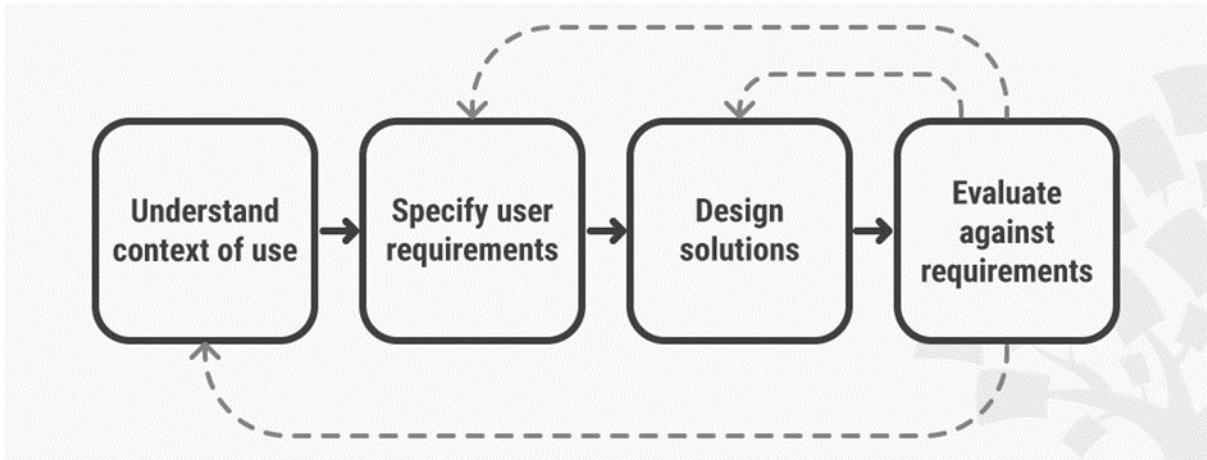 Understand
context of use
Specify user
requirements
Design
solutions
Evaluate
against
requirements